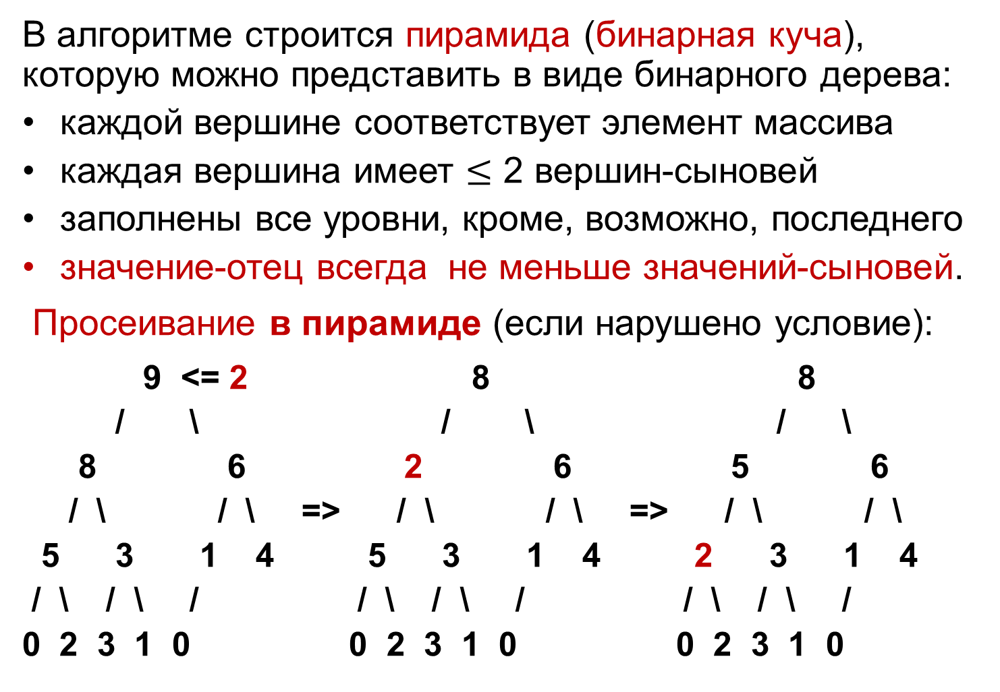 В алгоритме строится пирамида (бинарная куча),
которую можно представить в виде бинарного дерева:
• каждой вершине соответствует элемент массива
• каждая вершина имеет ≤ 2 вершин-сыновей
• заполнены все уровни, кроме, возможно, последнего
• значение-отец всегда не меньше значений-сыновей.
Просеивание в пирамиде (если нарушено условие):
9 <= 2 8 8
/ \ / \ / \
8 6 2 6 5 6
/ \ / \ => / \ / \ => / \ / \
5 3 1 4 5 3 1 4 2 3 1 4
/ \ / \ / / \ / \ / / \ / \ /
0 2 3 1 0 0 2 3 1 0 0 2 3 1 0